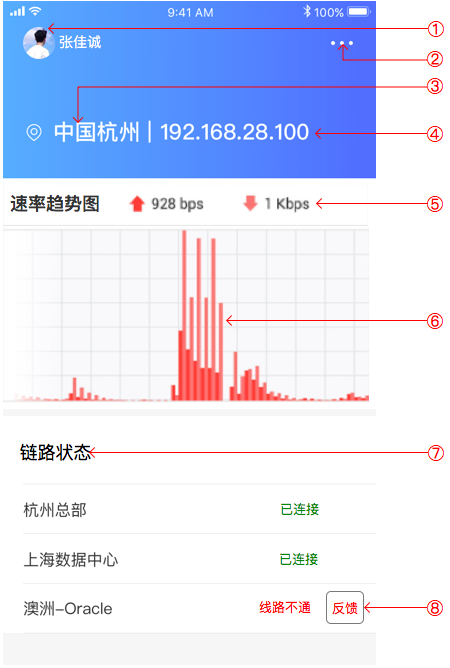 9:41 AM 100%
张佳诚 ①
②
③
中国杭州 | 192.168.28.100 ④
速率趋势图 928 bps 1 Kbps ⑤
⑥
链路状态 ⑦
杭州总部 已连接
上海数据中心 已连接
澳洲-Oracle 线路不通 反馈 ⑧